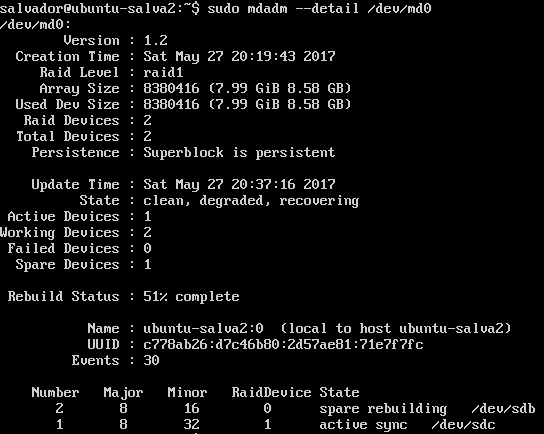 salvador@ubuntu-salva2:~$ sudo mdadm --detail /dev/md0
/dev/md0:
Version : 1.2
Creation Time : Sat May 27 20:19:43 2017
Raid Level : raid1
Array Size : 8380416 (7.99 GiB 8.58 GB)
Used Dev Size : 8380416 (7.99 GiB 8.58 GB)
Raid Devices : 2
Total Devices : 2
Persistence : Superblock is persistent
Update Time : Sat May 27 20:37:16 2017
State : clean, degraded, recovering
Active Devices : 1
Working Devices : 2
Failed Devices : 0
Spare Devices : 1
Rebuild Status : 51% complete
Name : ubuntu-salva2:0 (local to host ubuntu-salva2)
UUID : c778ab26:d7c46b80:2d57ae81:71e7f7fc
Events : 30
Number Major Minor RaidDevice State
2 8 16 0 spare rebuilding /dev/sdb
1 8 32 1 active sync /dev/sdc